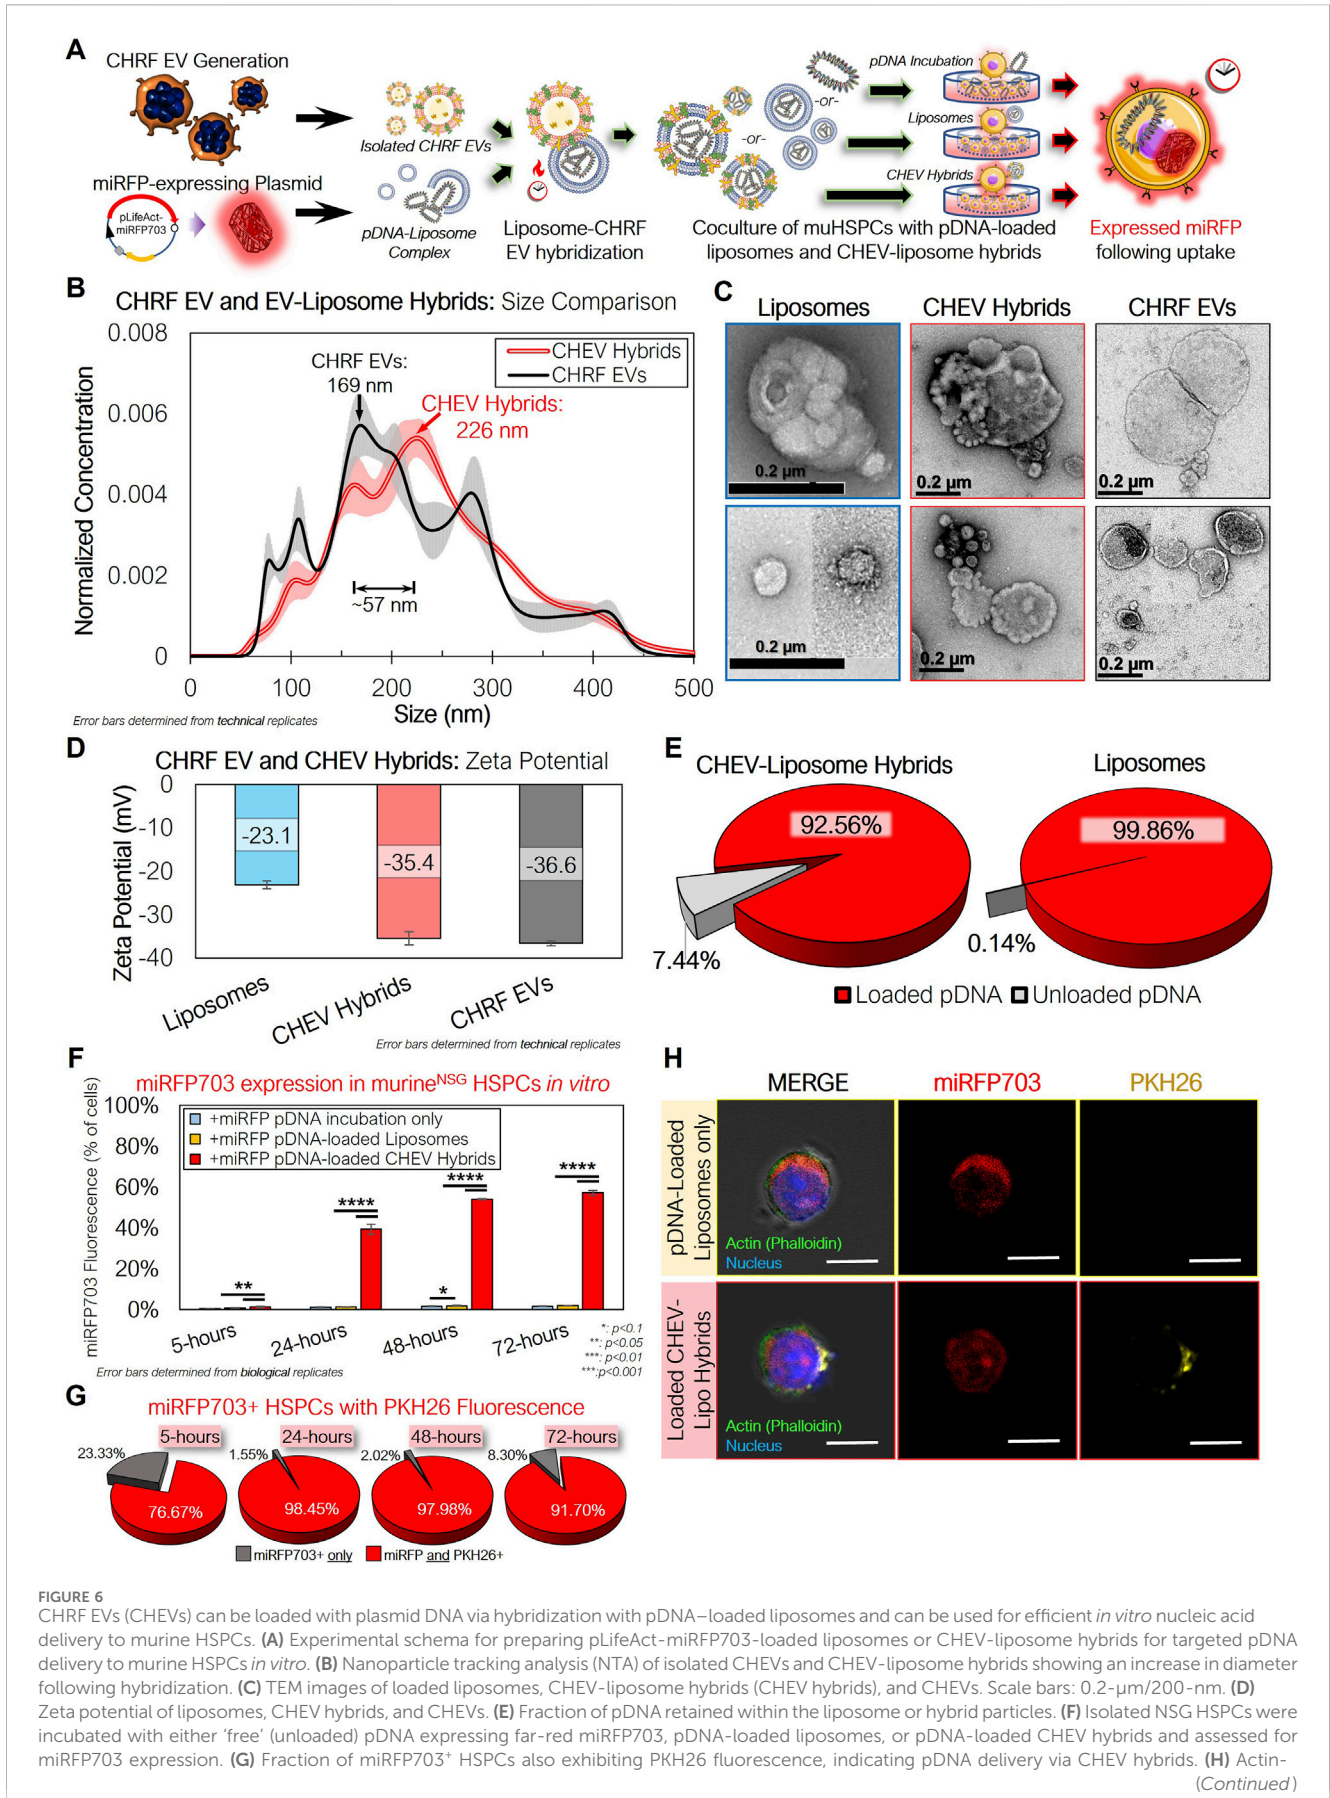 A
CHRF EV Generation
Isolated CHRF EVs
miRFP-expressing Plasmid
pLifeAct-
miRFP703
pDNA-Liposome
Complex
Liposome-CHRF
EV hybridization
-or-
-or-
pDNA Incubation
Liposomes
CHEV Hybrids
Coculture of muHSPCs with pDNA-loaded
liposomes and CHEV-liposome hybrids
Expressed miRFP
following uptake
B
CHRF EV and EV-Liposome Hybrids: Size Comparison
Normalized Concentration
0.008
0.006
0.004
0.002
0
CHRF EVs:
169 nm
CHEV Hybrids
CHRF EVs
CHEV Hybrids:
226 nm
~57 nm
0 100 200 300 400 500
Size (nm)
Error bars determined from technical replicates
C
Liposomes CHEV Hybrids CHRF EVs
0.2 µm 0.2 µm 0.2 µm
0.2 µm 0.2 µm 0.2 µm
D
CHRF EV and CHEV Hybrids: Zeta Potential
Zeta Potential (mV)
0
-10
-20
-30
-40
-23.1
-35.4
-36.6
Liposomes
CHEV Hybrids
CHRF EVs
Error bars determined from technical replicates
E
CHEV-Liposome Hybrids
92.56%
7.44%
Liposomes
99.86%
0.14%
Loaded pDNA Unloaded pDNA
F
miRFP703 expression in murineNSG HSPCs in vitro
miRFP703 Fluorescence (% of cells)
100%
80%
60%
40%
20%
0%
+miRFP pDNA incubation only
+miRFP pDNA-loaded Liposomes
+miRFP pDNA-loaded CHEV Hybrids
**
****
****
*
****
5-hours
24-hours
48-hours
72-hours
*: p<0.1
**: p<0.05
***: p<0.01
***:p<0.001
Error bars determined from biological replicates
G
miRFP703+ HSPCs with PKH26 Fluorescence
5-hours 24-hours 48-hours 72-hours
23.33% 1.55% 2.02% 8.30%
76.67% 98.45% 97.98% 91.70%
miRFP703+ only miRFP and PKH26+
H
MERGE miRFP703 PKH26
pDNA-Loaded
Liposomes only
Actin (Phalloidin)
Nucleus
Loaded CHEV-
Lipo Hybrids
Actin (Phalloidin)
Nucleus
FIGURE 6
CHRF EVs (CHEVs) can be loaded with plasmid DNA via hybridization with pDNA–loaded liposomes and can be used for efficient in vitro nucleic acid
delivery to murine HSPCs. (A) Experimental schema for preparing pLifeAct-miRFP703-loaded liposomes or CHEV-liposome hybrids for targeted pDNA
delivery to murine HSPCs in vitro. (B) Nanoparticle tracking analysis (NTA) of isolated CHEVs and CHEV-liposome hybrids showing an increase in diameter
following hybridization. (C) TEM images of loaded liposomes, CHEV-liposome hybrids (CHEV hybrids), and CHEVs. Scale bars: 0.2-µm/200-nm. (D)
Zeta potential of liposomes, CHEV hybrids, and CHEVs. (E) Fraction of pDNA retained within the liposome or hybrid particles. (F) Isolated NSG HSPCs were
incubated with either ‘free’ (unloaded) pDNA expressing far-red miRFP703, pDNA-loaded liposomes, or pDNA-loaded CHEV hybrids and assessed for
miRFP703 expression. (G) Fraction of miRFP703+ HSPCs also exhibiting PKH26 fluorescence, indicating pDNA delivery via CHEV hybrids. (H) Actin-
(Continued)